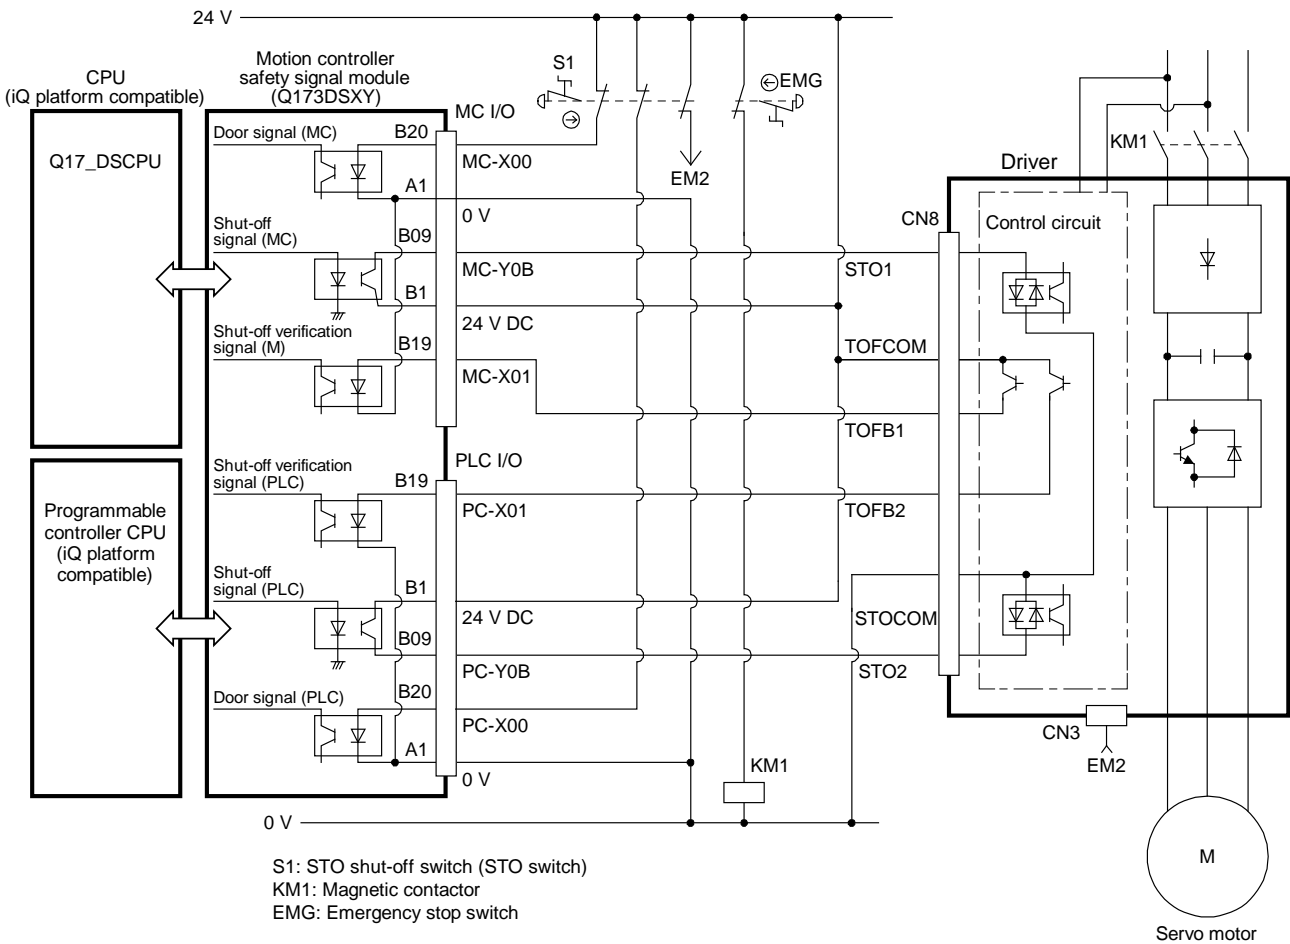 24 V
S1
EMG
CPU
(iQ platform compatible)
Motion controller
safety signal module
(Q173DSXY)
MC I/O
Q17_DSCPU
Door signal (MC)
B20
MC-X00
A1
0 V
EM2
KM1
Driver
Shut-off
signal (MC)
B09
MC-Y0B
B1
24 V DC
STO1
CN8
Control circuit
Shut-off verification
signal (M)
B19
MC-X01
TOFCOM
TOFB1
PLC I/O
Programmable
controller CPU
(iQ platform
compatible)
Shut-off verification
signal (PLC)
B19
PC-X01
TOFB2
Shut-off
signal (PLC)
B1
24 V DC
B09
PC-Y0B
STOCOM
STO2
Door signal (PLC)
B20
PC-X00
A1
0 V
KM1
CN3
EM2
0 V
M
Servo motor
S1: STO shut-off switch (STO switch)
KM1: Magnetic contactor
EMG: Emergency stop switch